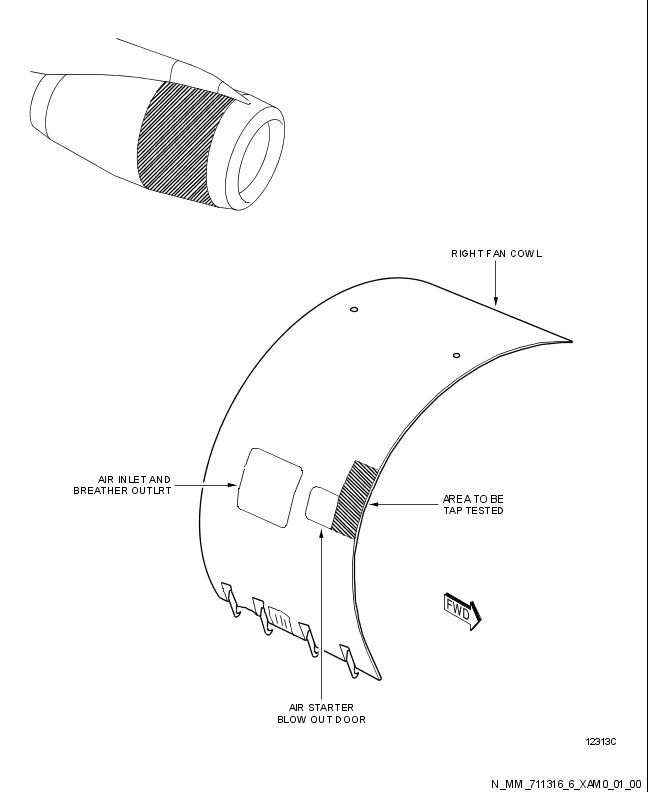 RIGHT FAN COWL
AIR INLET AND
BREATHER OUTLRT
AREA TO BE
TAP TESTED
FWD
AIR STARTER
BLOW OUT DOOR
12313C
N_MM_711316_6_XAM0_01_00